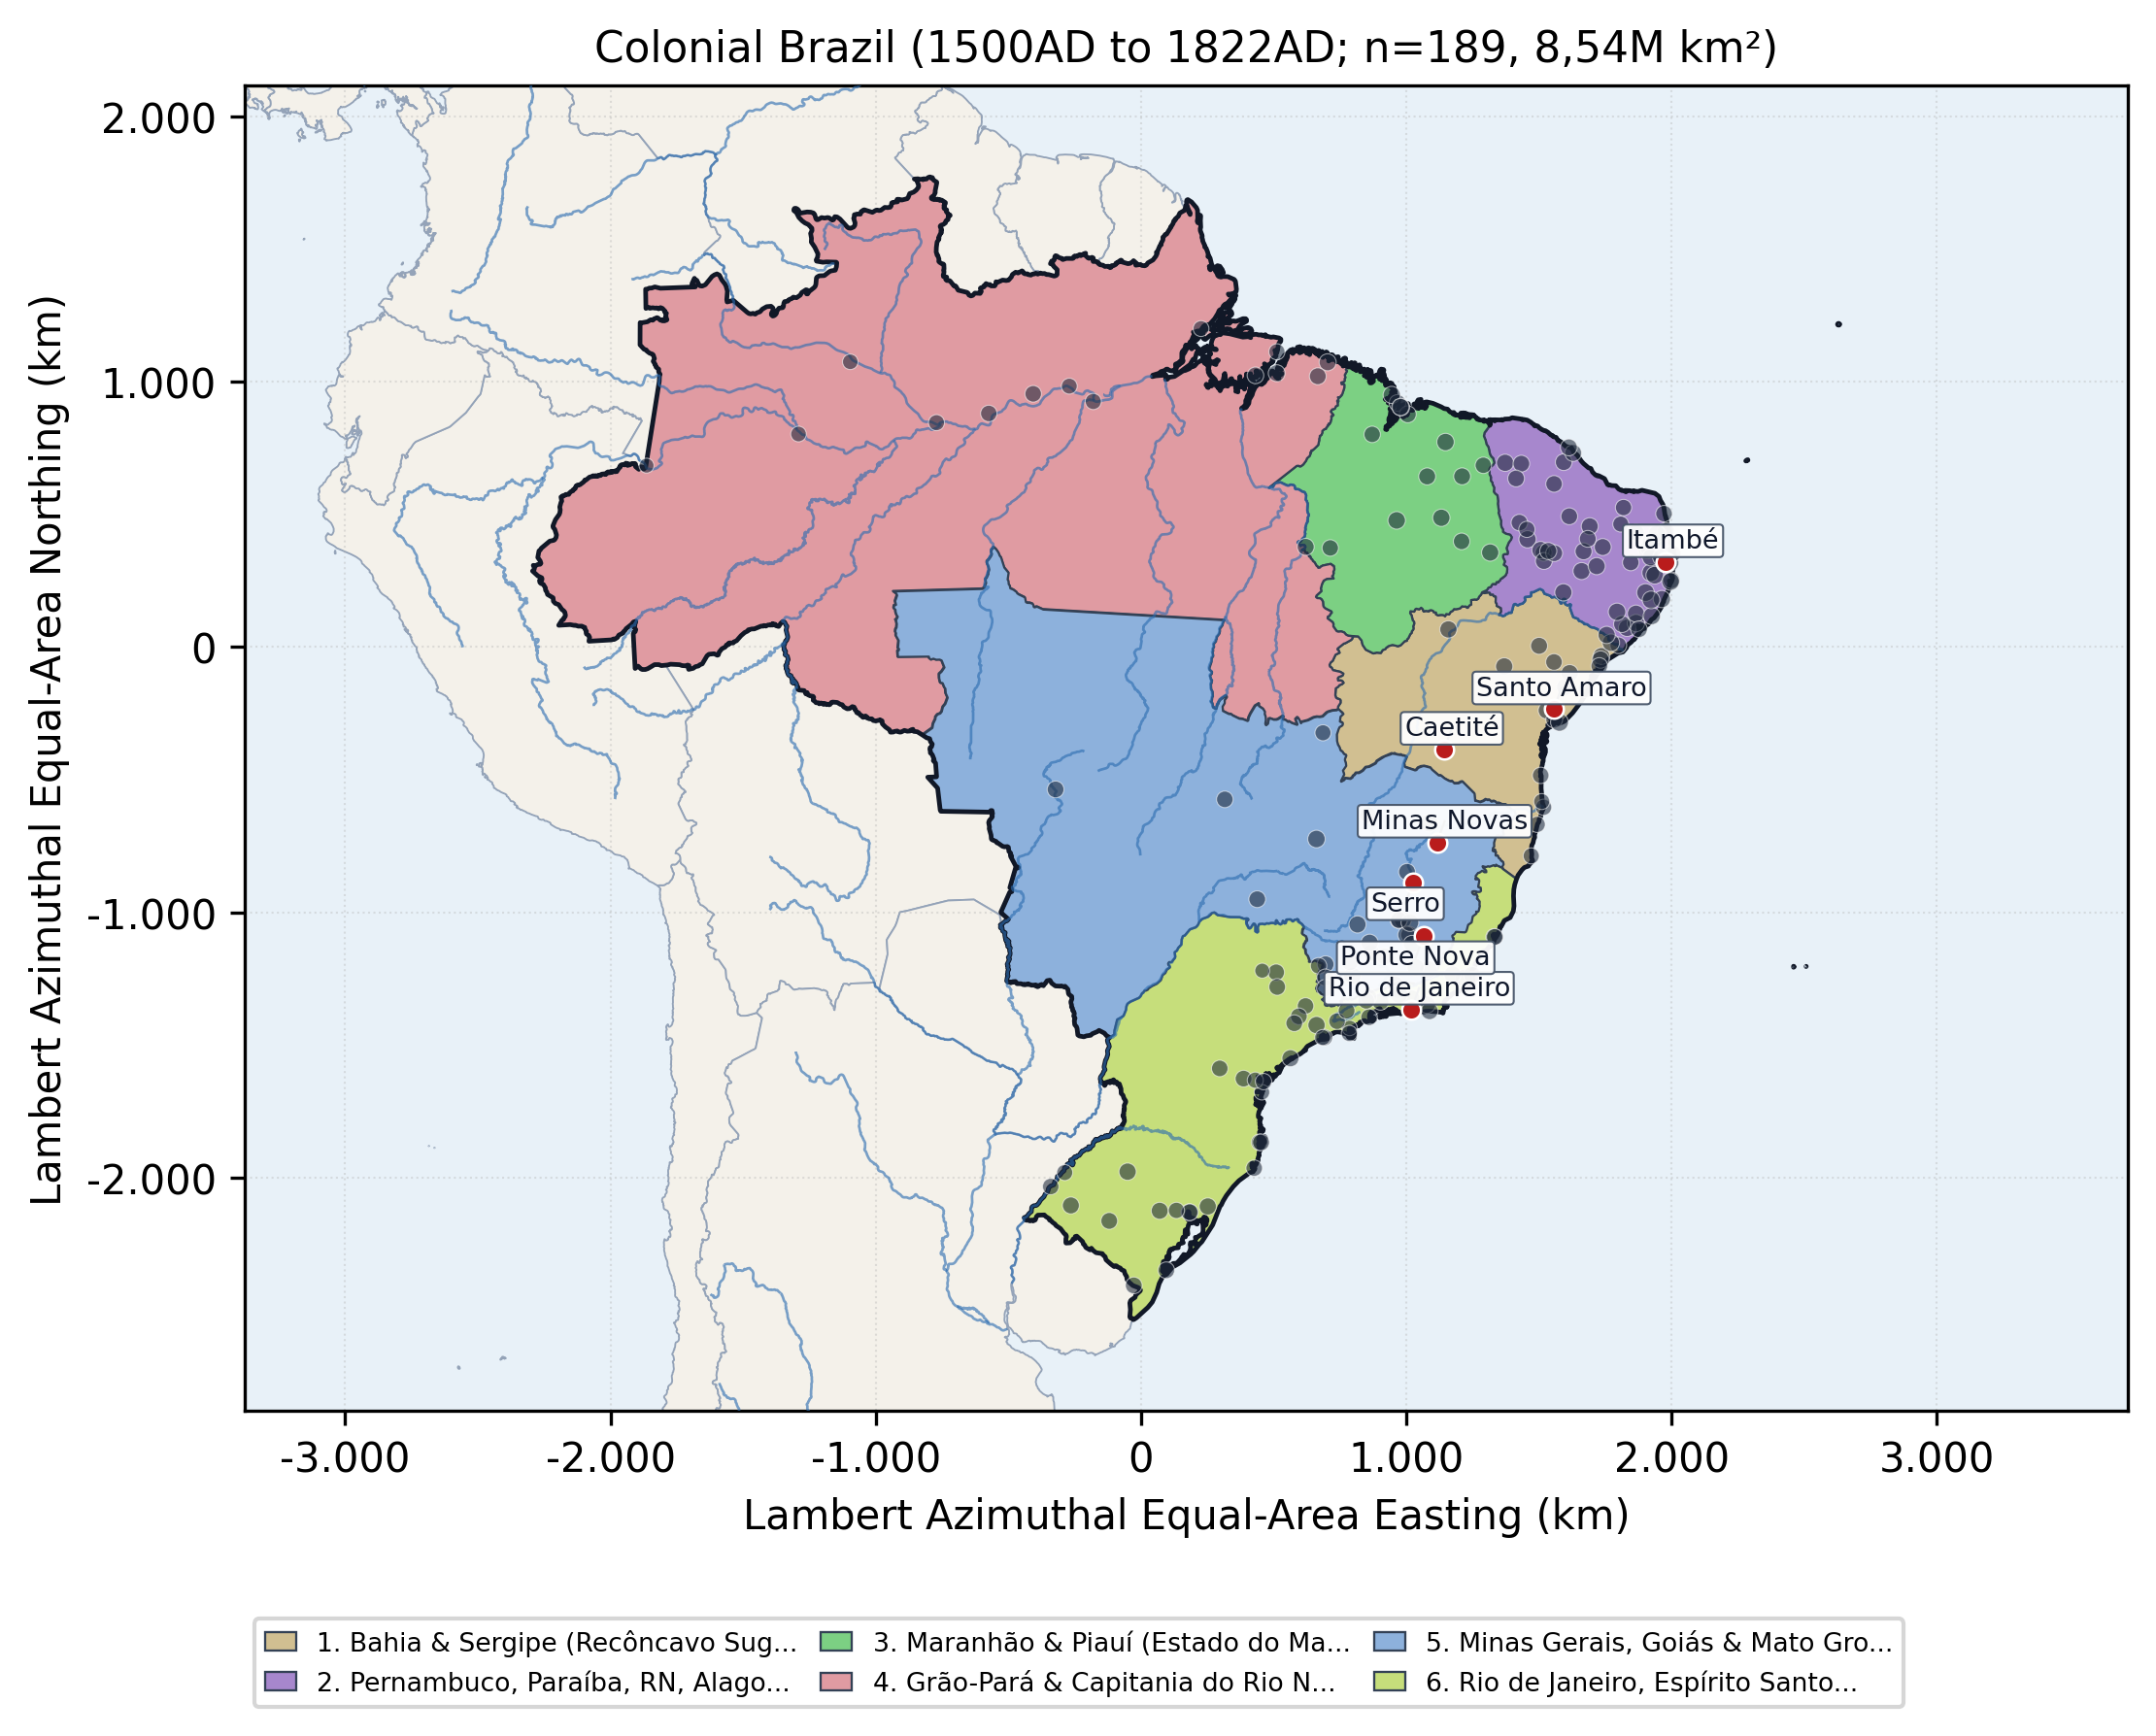 Colonial Brazil (1500AD to 1822AD; n=189, 8,54M km²)
Lambert Azimuthal Equal-Area Northing (km)
2.000
1.000
0
-1.000
-2.000
Itambé
Santo Amaro
Caetité
Minas Novas
Serro
Ponte Nova
Rio de Janeiro
-3.000
-2.000
-1.000
0
1.000
2.000
3.000
Lambert Azimuthal Equal-Area Easting (km)
1. Bahia & Sergipe (Recôncavo Sug...
2. Pernambuco, Paraíba, RN, Alago...
3. Maranhão & Piauí (Estado do Ma...
4. Grão-Pará & Capitania do Rio N...
5. Minas Gerais, Goiás & Mato Gro...
6. Rio de Janeiro, Espírito Santo...